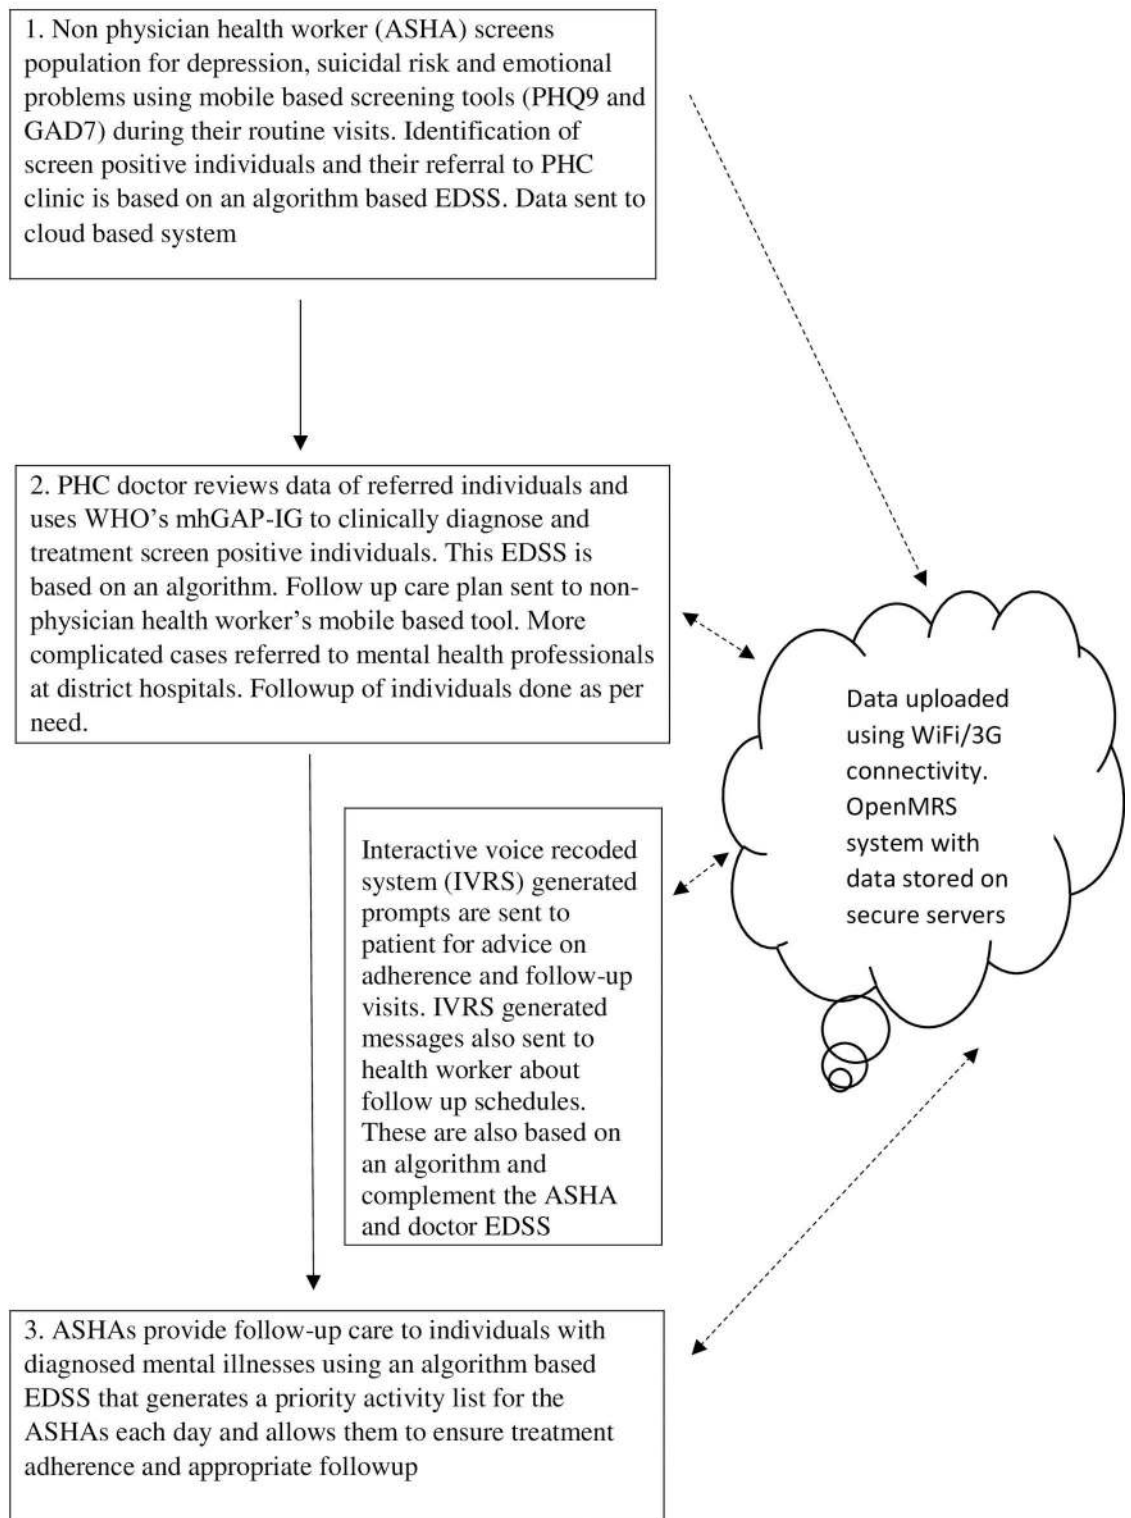 1. Non physician health worker (ASHA) screens
population for depression, suicidal risk and emotional
problems using mobile based screening tools (PHQ9 and
GAD7) during their routine visits. Identification of
screen positive individuals and their referral to PHC
clinic is based on an algorithm based EDSS. Data sent to
cloud based system
2. PHC doctor reviews data of referred individuals and
uses WHO's mhGAP-IG to clinically diagnose and
treatment screen positive individuals. This EDSS is
based on an algorithm. Follow up care plan sent to non-
physician health worker's mobile based tool. More
complicated cases referred to mental health professionals
at district hospitals. Followup of individuals done as per
need.
Data uploaded
using WiFi/3G
connectivity.
OpenMRS
system with
data stored on
secure servers
Interactive voice recoded
system (IVRS) generated
prompts are sent to
patient for advice on
adherence and follow-up
visits. IVRS generated
messages also sent to
health worker about
follow up schedules.
These are also based on
an algorithm and
complement the ASHA
and doctor EDSS
3. ASHAs provide follow-up care to individuals with
diagnosed mental illnesses using an algorithm based
EDSS that generates a priority activity list for the
ASHAs each day and allows them to ensure treatment
adherence and appropriate followup